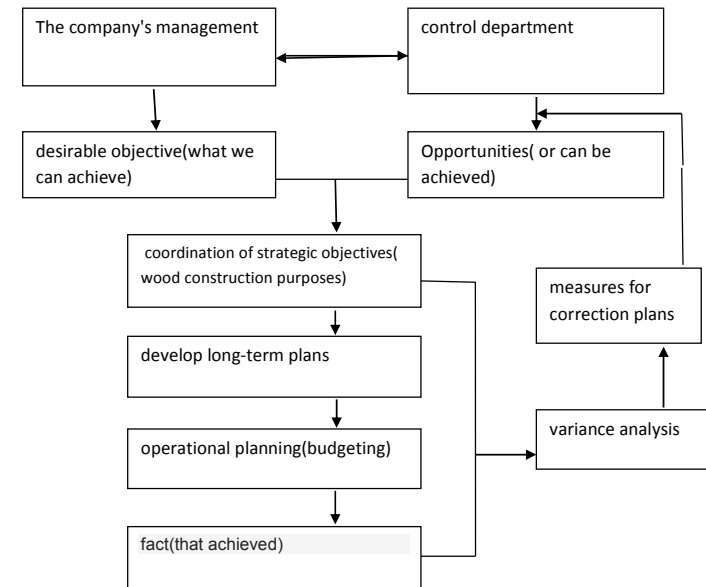 The company's management
control department
desirable objective(what we
can achieve)
Opportunities( or can be
achieved)
coordination of strategic objectives(
wood construction purposes)
measures for
correction plans
develop long-term plans
operational planning(budgeting)
variance analysis
fact(that achieved)